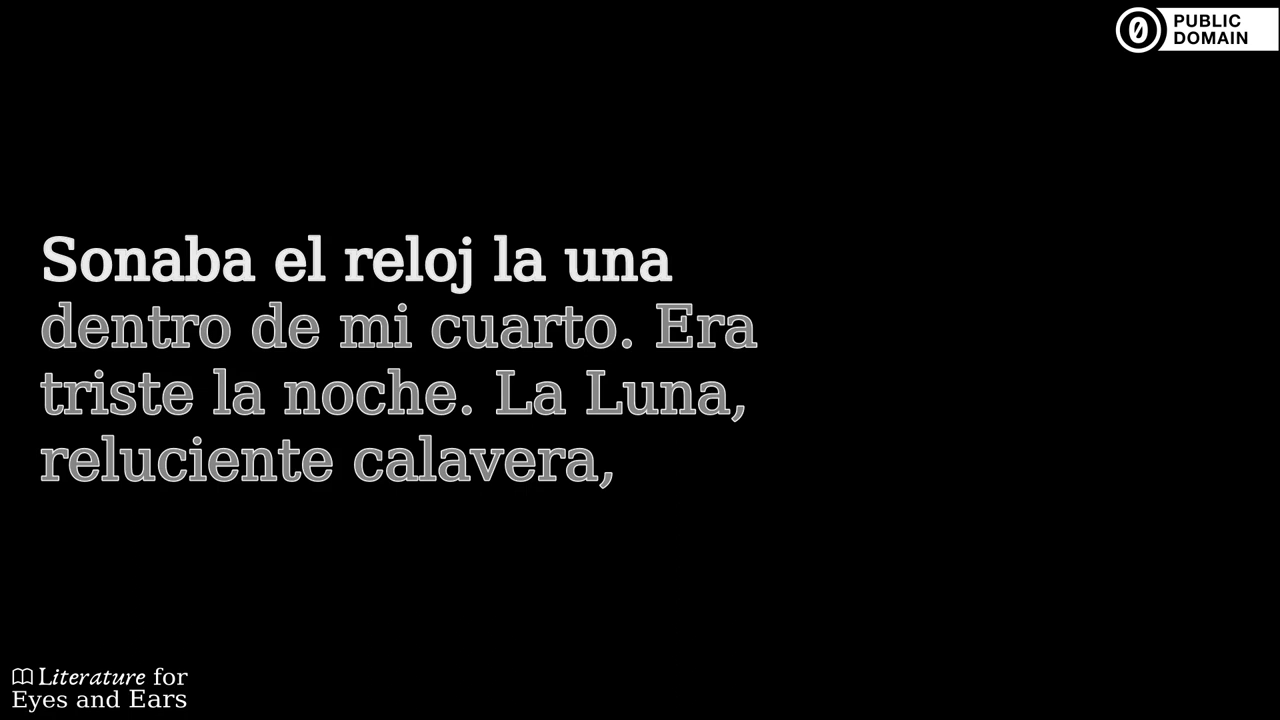 PUBLIC
DOMAIN
Sonaba el reloj la una
dentro de mi cuarto. Era
triste la noche. La Luna,
reluciente calavera,
Literature for
Eyes and Ears